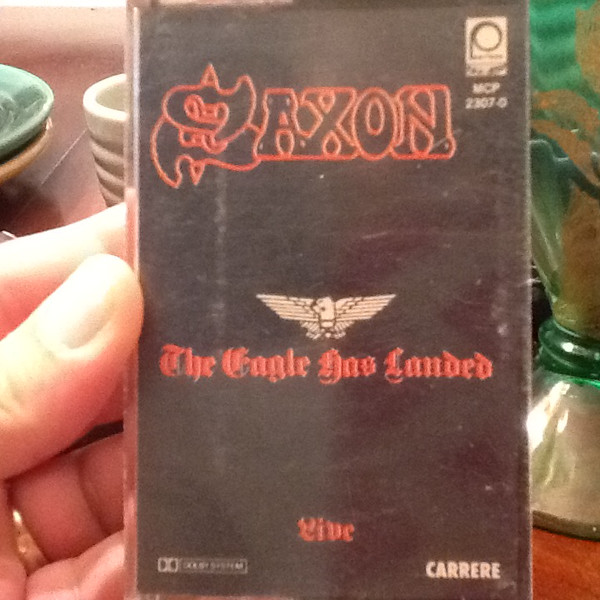 SAXON
MCP
2307-0
The Eagle Has Landed
Live
DOLBY SYSTEM
CARRERE